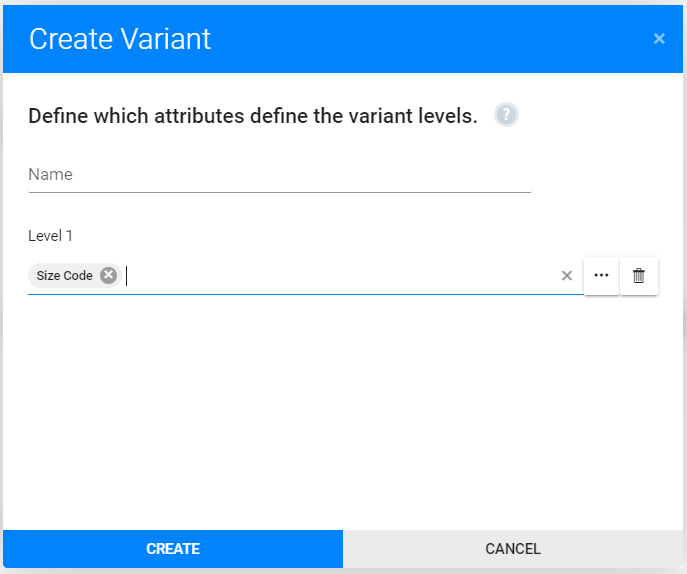 Create Variant
Define which attributes define the variant levels. ?
Name
Level 1
Size Code
CREATE CANCEL